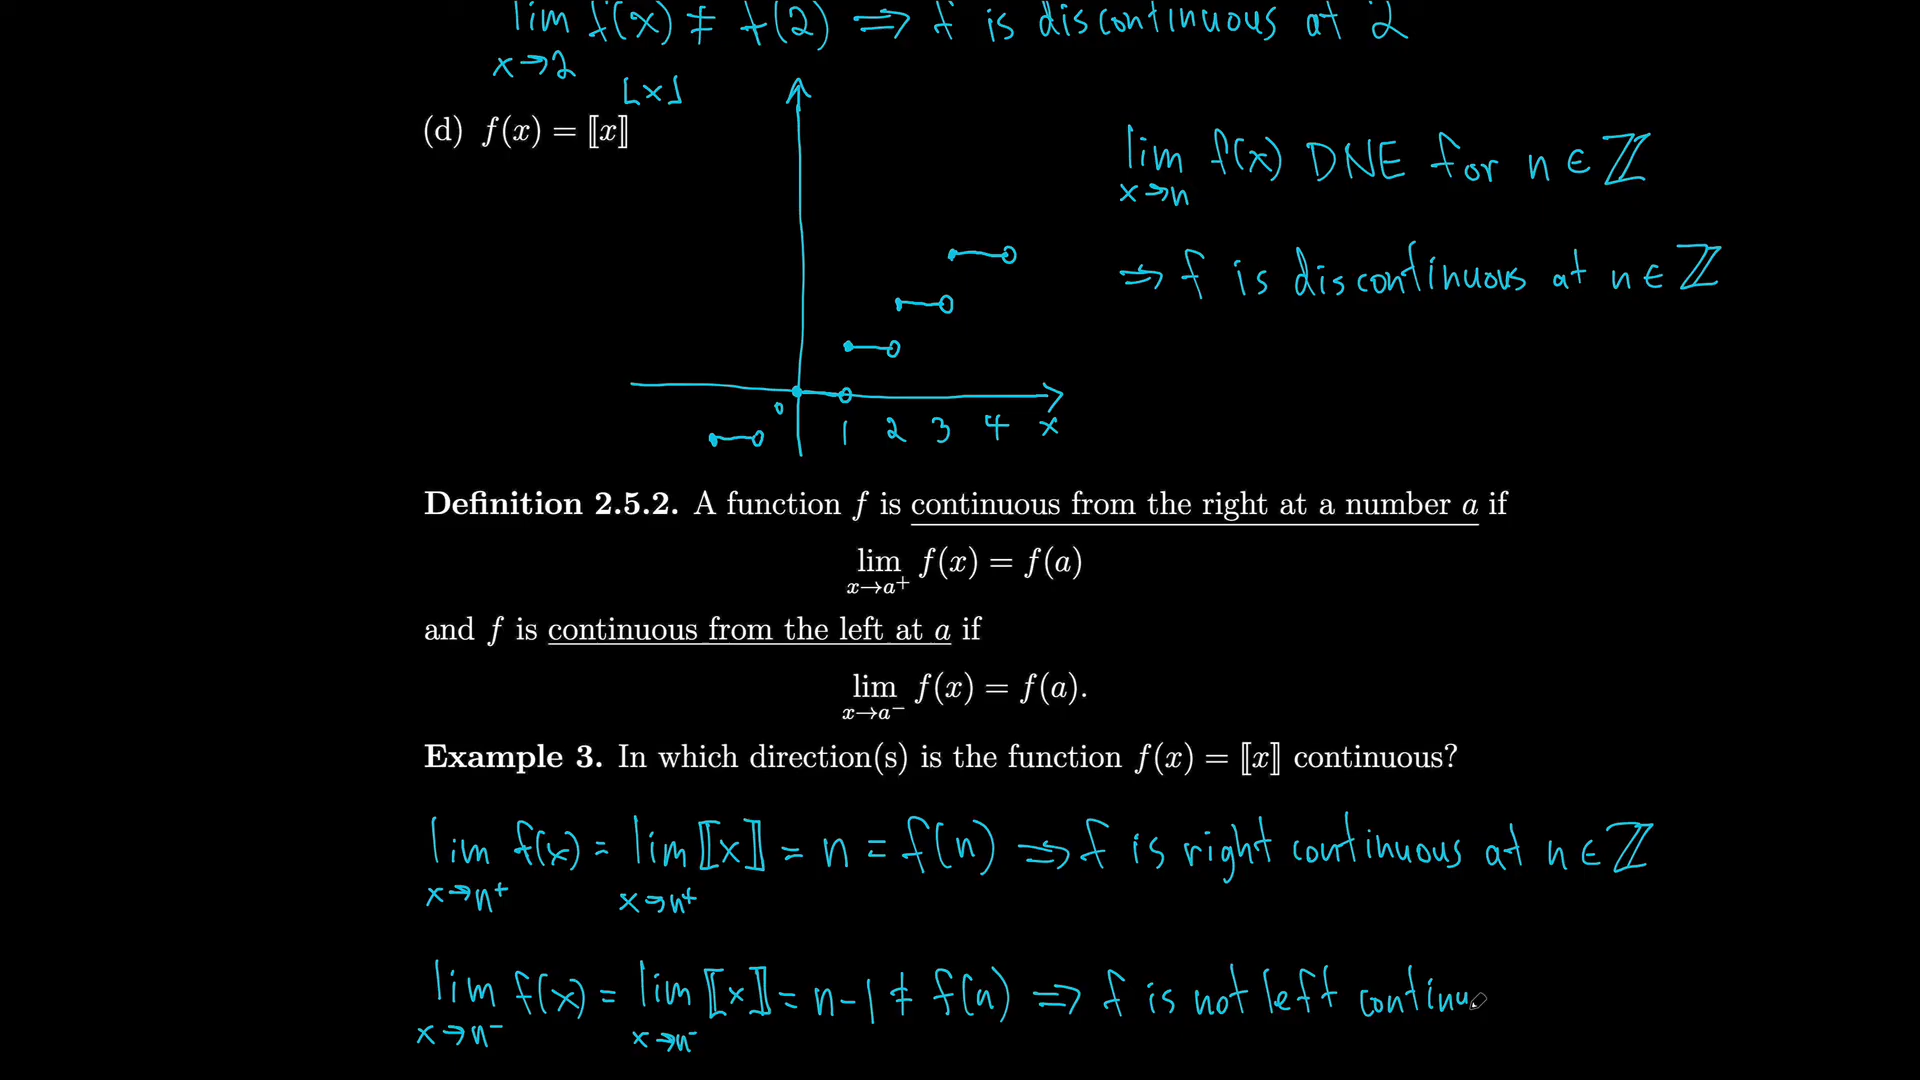 lim f(x) ≠ f(2) ⇒ f is discontinuous at 2
x→2
⌊x⌋
(d) f(x) = ⟦x⟧
lim f(x) DNE for n ∈ ℤ
x→n
⇒ f is discontinuous at n ∈ ℤ
0 1 2 3 4 x
Definition 2.5.2. A function f is continuous from the right at a number a if
lim f(x) = f(a)
x→a⁺
and f is continuous from the left at a if
lim f(x) = f(a).
x→a⁻
Example 3. In which direction(s) is the function f(x) = ⟦x⟧ continuous?
lim f(x) = lim ⟦x⟧ = n = f(n) ⇒ f is right continuous at n ∈ ℤ
x→n⁺ x→n⁺
lim f(x) = lim ⟦x⟧ = n-1 ≠ f(n) ⇒ f is not left continu
x→n⁻ x→n⁻